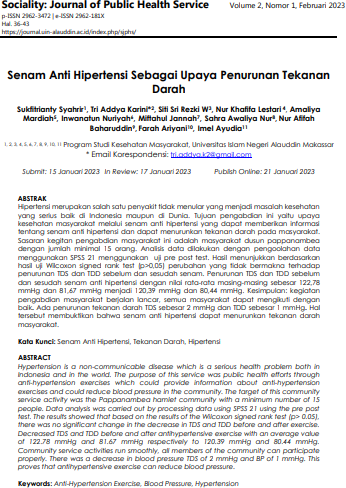 Sociality: Journal of Public Health Service
Volume 2, Nomor 1, Februari 2023
p-ISSN 2962-3472 | e-ISSN 2962-181X
Hal. 36-43
https://journal.uin-alauddin.ac.id/index.php/sjphs/
Senam Anti Hipertensi Sebagai Upaya Penurunan Tekanan
Darah
Sukfitrianty Syahrir1, Tri Addya Karini*2, Siti Sri Rezki W3, Nur Khafifa Lestari4, Amaliya
Mardiah5, Inwanatun Nuriyah6, Miftahul Jannah7, Sahra Awaliya Nur8, Nur Afifah
Baharuddin9, Farah Ariyani10, Imel Ayudia11
1, 2, 3, 4, 5, 6, 7, 8, 9, 10, 11 Program Studi Kesehatan Masyarakat, Universitas Islam Negeri Alauddin Makassar
* Email Korespondensi: tri.addya.k2@gmail.com
Submit: 15 Januari 2023 In Review: 17 Januari 2023 Publish Online: 21 Januari 2023
ABSTRAK
Hipertensi merupakan salah satu penyakit tidak menular yang menjadi masalah kesehatan
yang serius baik di Indonesia maupun di Dunia. Tujuan pengabdian ini yaitu upaya
kesehatan masyarakat melalui senam anti hipertensi yang dapat memberikan informasi
tentang senam anti hipertensi dan dapat menurunkan tekanan darah pada masyarakat.
Sasaran kegitan pengabdian masyarakat ini adalah masyarakat dusun pappanambea
dengan jumlah minimal 15 orang. Analisis data dilakukan dengan pengoalahan data
menggunakan SPSS 21 menggunankan uji pre post test. Hasil menunjukkan berdasarkan
hasil uji Wilcoxon signed rank test (p>0,05) perubahan yang tidak bermakna terhadap
penurunan TDS dan TDD sebelum dan sesudah senam. Penurunan TDS dan TDD sebelum
dan sesudah senam anti hipertensi dengan nilai rata-rata masing-masing sebesar 122,78
mmHg dan 81,67 mmHg menjadi 120,39 mmHg dan 80,44 mmHg. Kesimpulan: kegiatan
pengabdian masyarakat berjalan lancar, semua masyarakat dapat mengikuti dengan
baik. Ada penurunan tekanan darah TDS sebesar 2 mmHg dan TDD sebesar 1 mmHg. Hal
tersebut membuktikan bahwa senam anti hipertensi dapat menurunkan tekanan darah
masyarakat.
Kata Kunci: Senam Anti Hipertensi, Tekanan Darah, Hipertensi
ABSTRACT
Hypertension is a non-communicable disease which is a serious health problem both in
Indonesia and in the world. The purpose of this service was public health efforts through
anti-hypertension exercises which could provide information about anti-hypertension
exercises and could reduce blood pressure in the community. The target of this community
service activity was the Pappanambea hamlet community with a minimum number of 15
people. Data analysis was carried out by processing data using SPSS 21 using the pre post
test. The results showed that based on the results of the Wilcoxon signed rank test (p> 0.05),
there was no significant change in the decrease in TDS and TDD before and after exercise.
Decreased TDS and TDD before and after antihypertensive exercise with an average value
of 122.78 mmHg and 81.67 mmHg respectively to 120.39 mmHg and 80.44 mmHg.
Community service activities run smoothly, all members of the community can participate
properly. There was a decrease in blood pressure TDS of 2 mmHg and BP of 1 mmHg. This
proves that antihypertensive exercise can reduce blood pressure.
Keywords: Anti-Hypertension Exercise, Blood Pressure, Hypertension